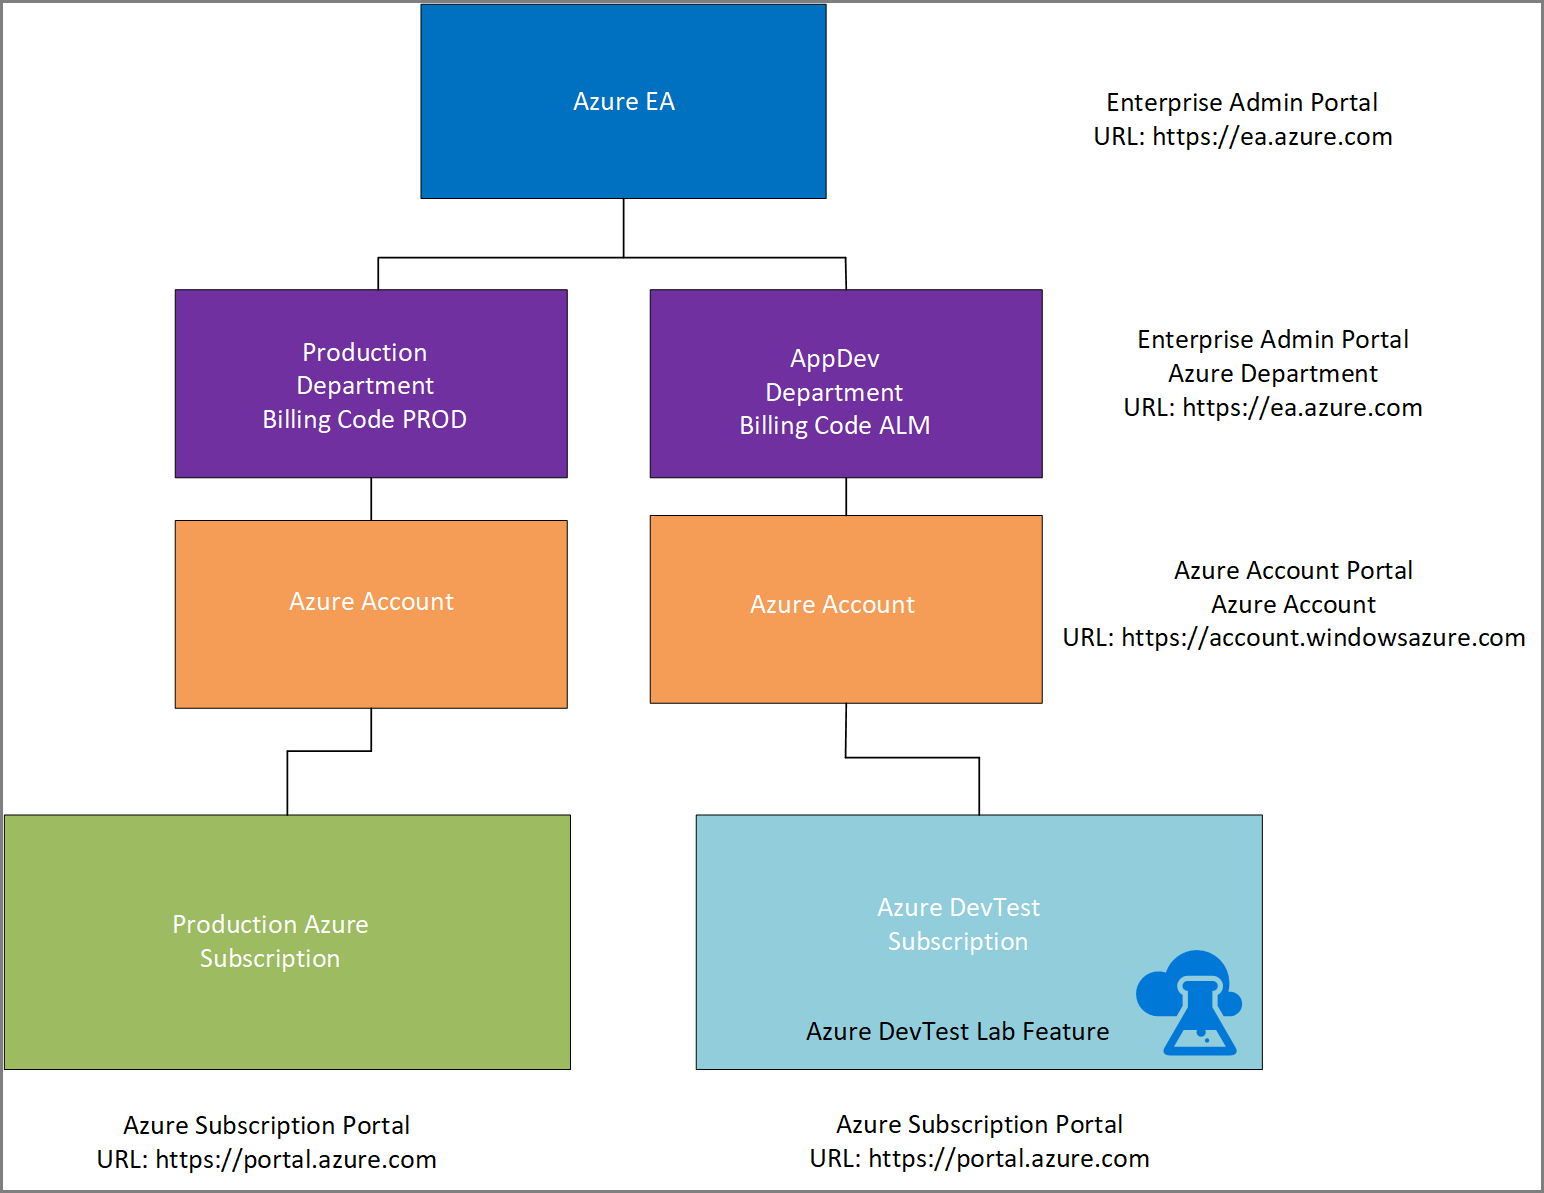 Azure EA
Enterprise Admin Portal
URL: https://ea.azure.com
Production
Department
Billing Code PROD
AppDev
Department
Billing Code ALM
Enterprise Admin Portal
Azure Department
URL: https://ea.azure.com
Azure Account
Azure Account
Azure Account Portal
Azure Account
URL: https://account.windowsazure.com
Production Azure
Subscription
Azure DevTest
Subscription
Azure DevTest Lab Feature
Azure Subscription Portal
URL: https://portal.azure.com
Azure Subscription Portal
URL: https://portal.azure.com